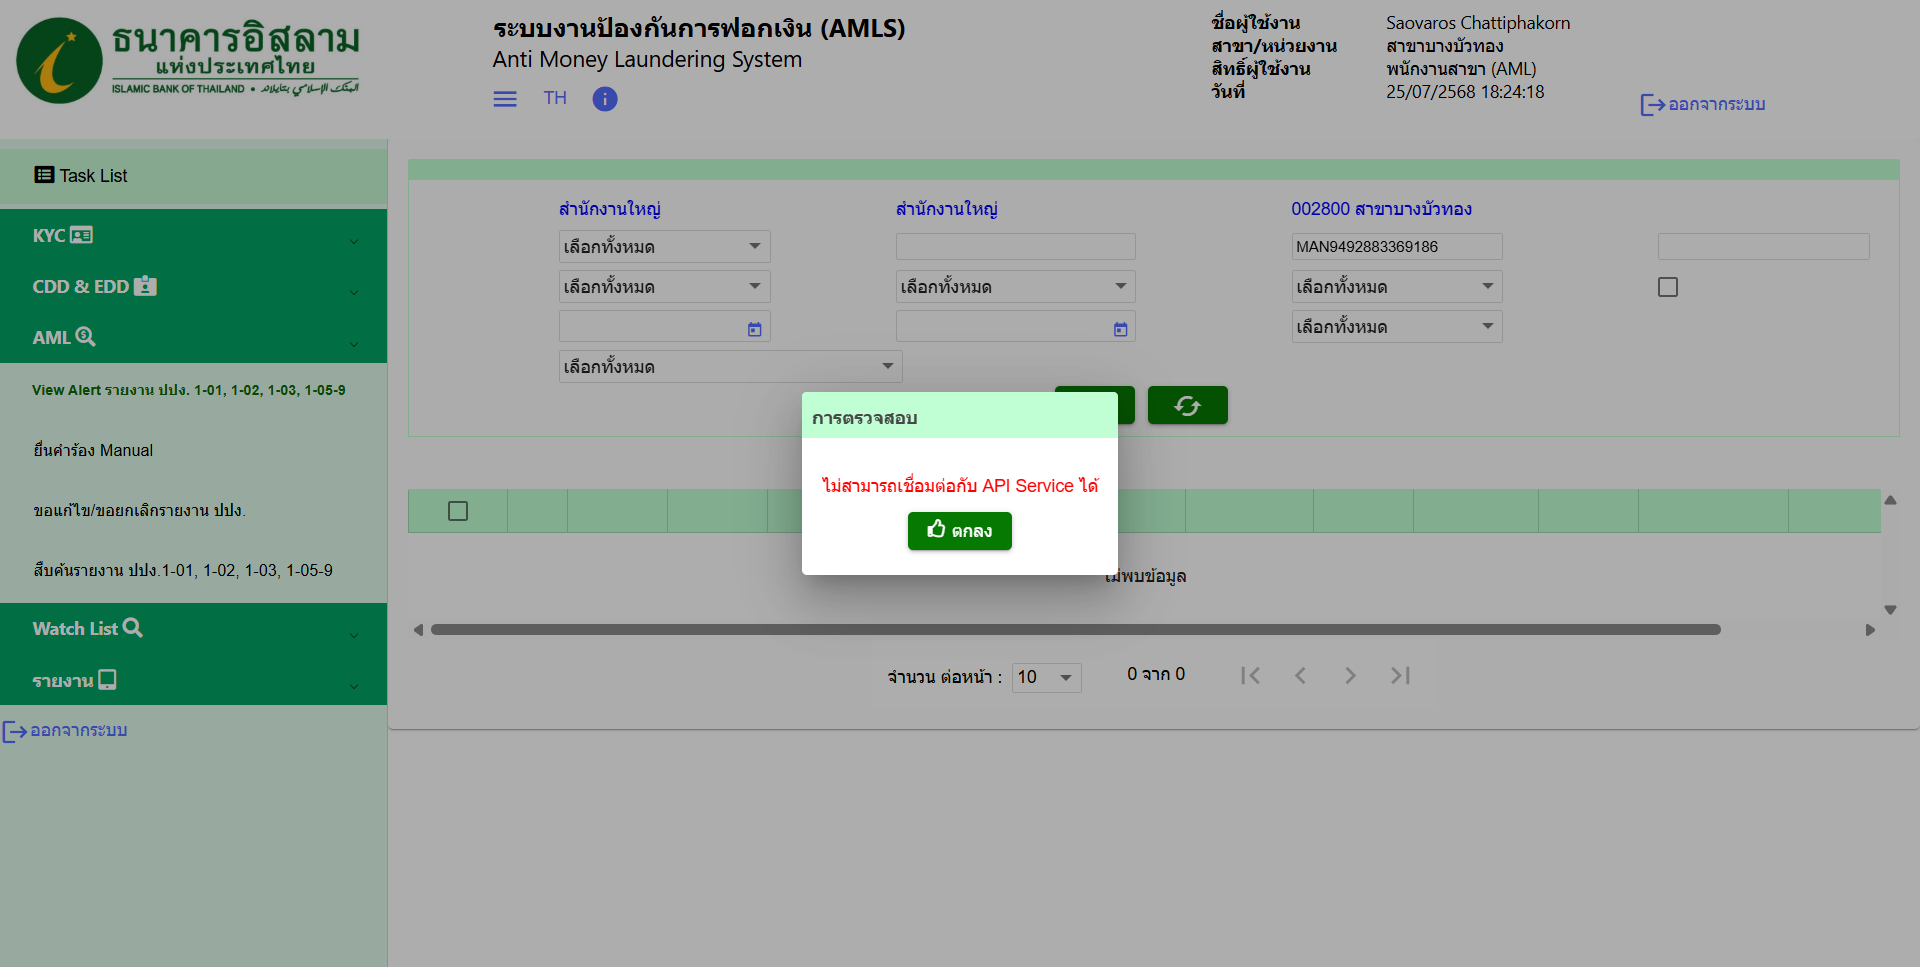 ธนาคารอิสลาม
แห่งประเทศไทย
ISLAMIC BANK OF THAILAND •
ระบบงานป้องกันการฟอกเงิน (AMLS)
Anti Money Laundering System
TH
ชื่อผู้ใช้งาน Saovaros Chattiphakorn
สาขา/หน่วยงาน สาขาบางบัวทอง
สิทธิ์ผู้ใช้งาน พนักงานสาขา (AML)
วันที่ 25/07/2568 18:24:18
ออกจากระบบ
Task List
KYC
CDD & EDD
AML
View Alert รายงาน ปปง. 1-01, 1-02, 1-03, 1-05-9
ยื่นคำร้อง Manual
ขอแก้ไข/ขอยกเลิกรายงาน ปปง.
สืบค้นรายงาน ปปง.1-01, 1-02, 1-03, 1-05-9
Watch List
รายงาน
ออกจากระบบ
สำนักงานใหญ่ สำนักงานใหญ่ 002800 สาขาบางบัวทอง
เลือกทั้งหมด MAN9492883369186
เลือกทั้งหมด เลือกทั้งหมด เลือกทั้งหมด
เลือกทั้งหมด
เลือกทั้งหมด
การตรวจสอบ
ไม่สามารถเชื่อมต่อกับ API Service ได้
ตกลง
ไม่พบข้อมูล
จำนวน ต่อหน้า : 10 0 จาก 0